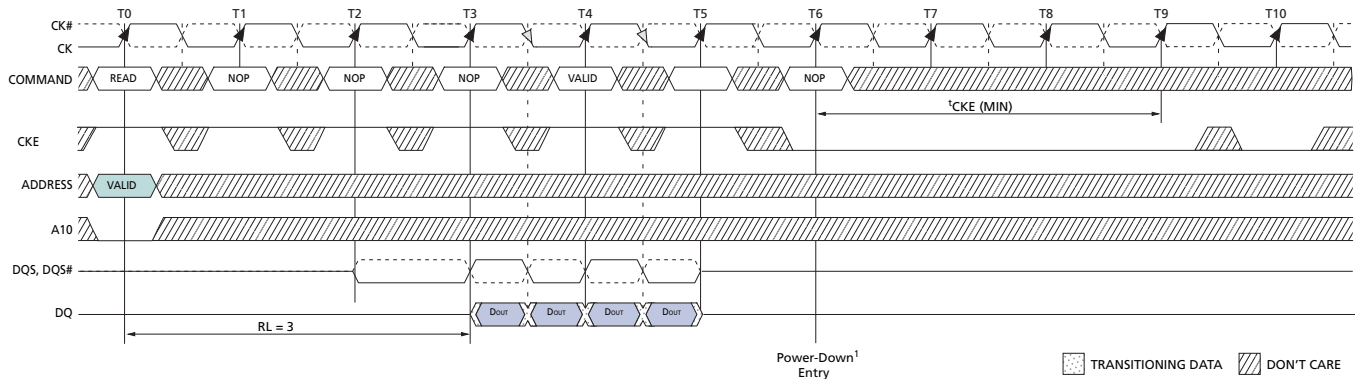 T0 T1 T2 T3 T4 T5 T6 T7 T8 T9 T10
CK#
CK
COMMAND READ NOP NOP NOP VALID NOP
tCKE (MIN)
CKE
ADDRESS VALID
A10
DQS, DQS#
DQ DOUT DOUT DOUT DOUT
RL = 3
Power-Down1
Entry
TRANSITIONING DATA DON'T CARE